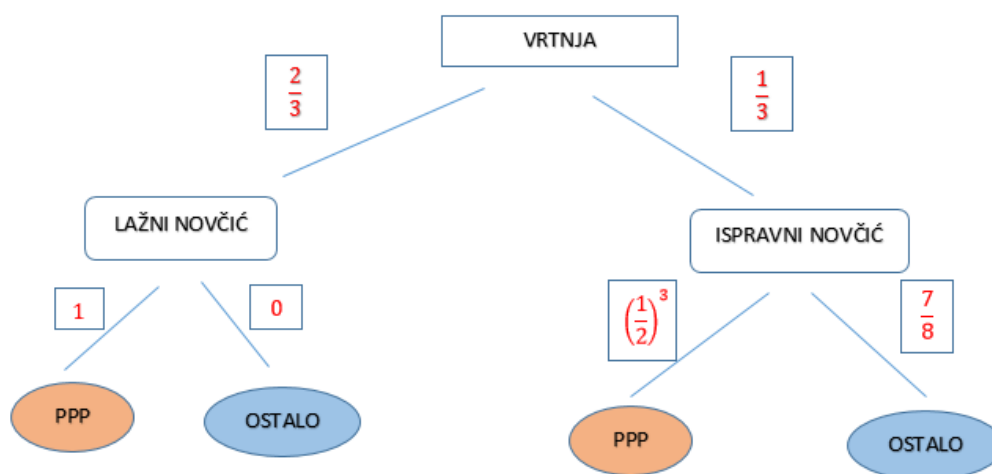 VRTNJA
2/3
1/3
LAŽNI NOVČIĆ
ISPRAVNI NOVČIĆ
1
0
(1/2)³
7/8
PPP
OSTALO
PPP
OSTALO